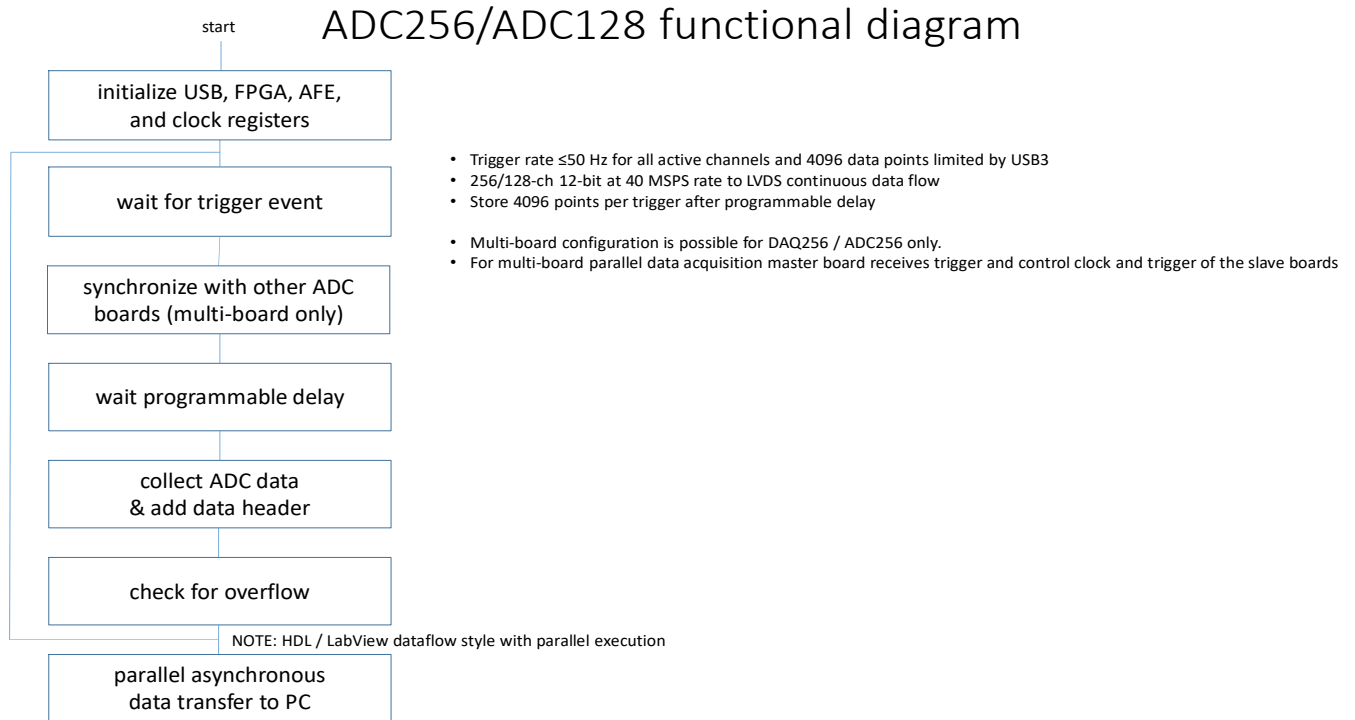 ADC256/ADC128 functional diagram
start
initialize USB, FPGA, AFE,
and clock registers
wait for trigger event
synchronize with other ADC
boards (multi-board only)
wait programmable delay
collect ADC data
& add data header
check for overflow
NOTE: HDL / LabView dataflow style with parallel execution
parallel asynchronous
data transfer to PC
• Trigger rate ≤50 Hz for all active channels and 4096 data points limited by USB3
• 256/128-ch 12-bit at 40 MSPS rate to LVDS continuous data flow
• Store 4096 points per trigger after programmable delay
• Multi-board configuration is possible for DAQ256 / ADC256 only.
• For multi-board parallel data acquisition master board receives trigger and control clock and trigger of the slave boards